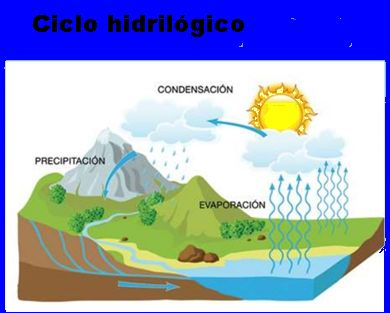 Ciclo hidrilógico
CONDENSACIÓN
PRECIPITACIÓN
EVAPORACIÓN